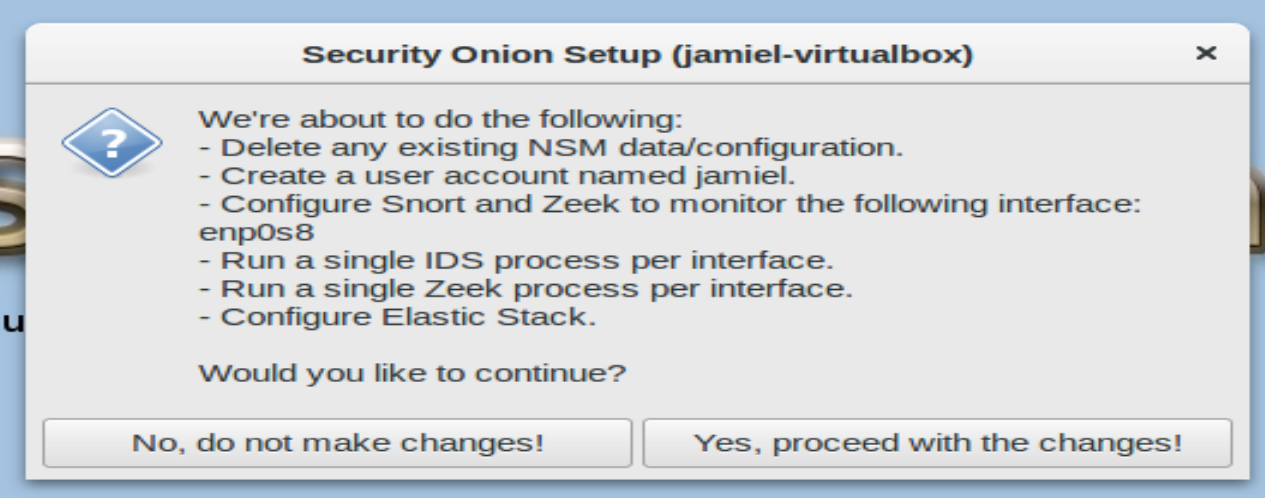 Security Onion Setup (jamiel-virtualbox)
We're about to do the following:
- Delete any existing NSM data/configuration.
- Create a user account named jamiel.
- Configure Snort and Zeek to monitor the following interface:
enp0s8
- Run a single IDS process per interface.
- Run a single Zeek process per interface.
- Configure Elastic Stack.
Would you like to continue?
No, do not make changes!
Yes, proceed with the changes!